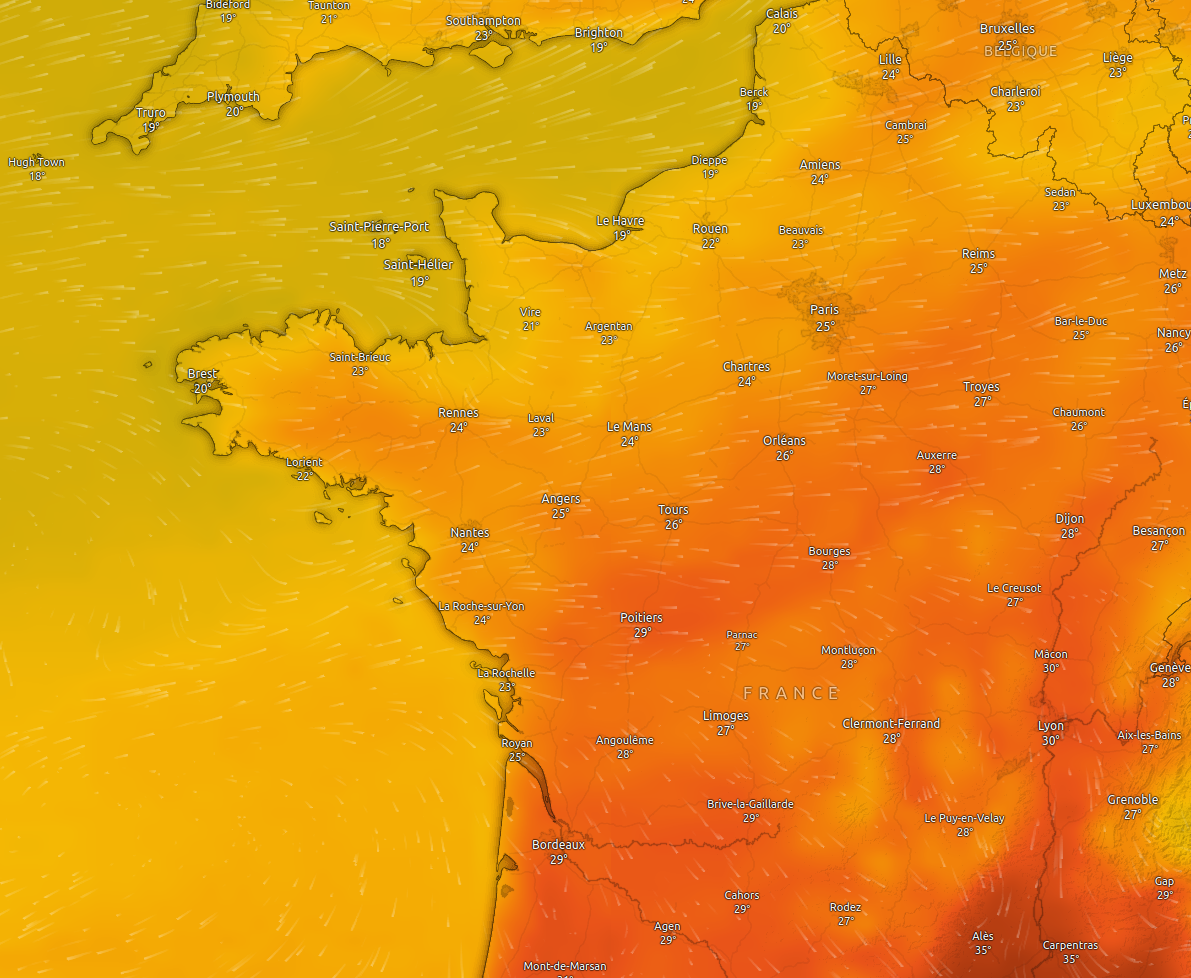 Bideford
19°
Taunton
21°
Southampton
23°
Brighton
19°
24°
Calais
20°
Bruxelles
25°
BELGIQUE
Lille
24°
Liège
23°
Plymouth
20°
Truro
19°
Berck
19°
Charleroi
23°
Cambrai
25°
Hugh Town
18°
Dieppe
19°
Amiens
24°
Sedan
23°
Luxembou
24°
Saint-Pierre-Port
18°
Le Havre
19°
Rouen
22°
Beauvais
23°
Saint-Hélier
19°
Reims
25°
Metz
26°
Vire
21°
Argentan
23°
Paris
25°
Bar-le-Duc
25°
Nancy
26°
Saint-Brieuc
23°
Brest
20°
Chartres
24°
Moret-sur-Loing
27°
Troyes
27°
Rennes
24°
Laval
23°
Le Mans
24°
Chaumont
26°
Orléans
26°
Auxerre
28°
Lorient
22°
Angers
25°
Tours
26°
Nantes
24°
Dijon
28°
Besançon
27°
Bourges
28°
Le Creusot
27°
La Roche-sur-Yon
24°
Poitiers
29°
Parnac
27°
Montluçon
28°
Mâcon
30°
Genève
28°
La Rochelle
23°
FRANCE
Limoges
27°
Clermont-Ferrand
28°
Lyon
30°
Aix-les-Bains
27°
Royan
25°
Angoulême
28°
Brive-la-Gaillarde
29°
Grenoble
27°
Le Puy-en-Velay
28°
Bordeaux
29°
Gap
29°
Cahors
29°
Rodez
27°
Agen
29°
Alès
35°
Carpentras
35°
Mont-de-Marsan